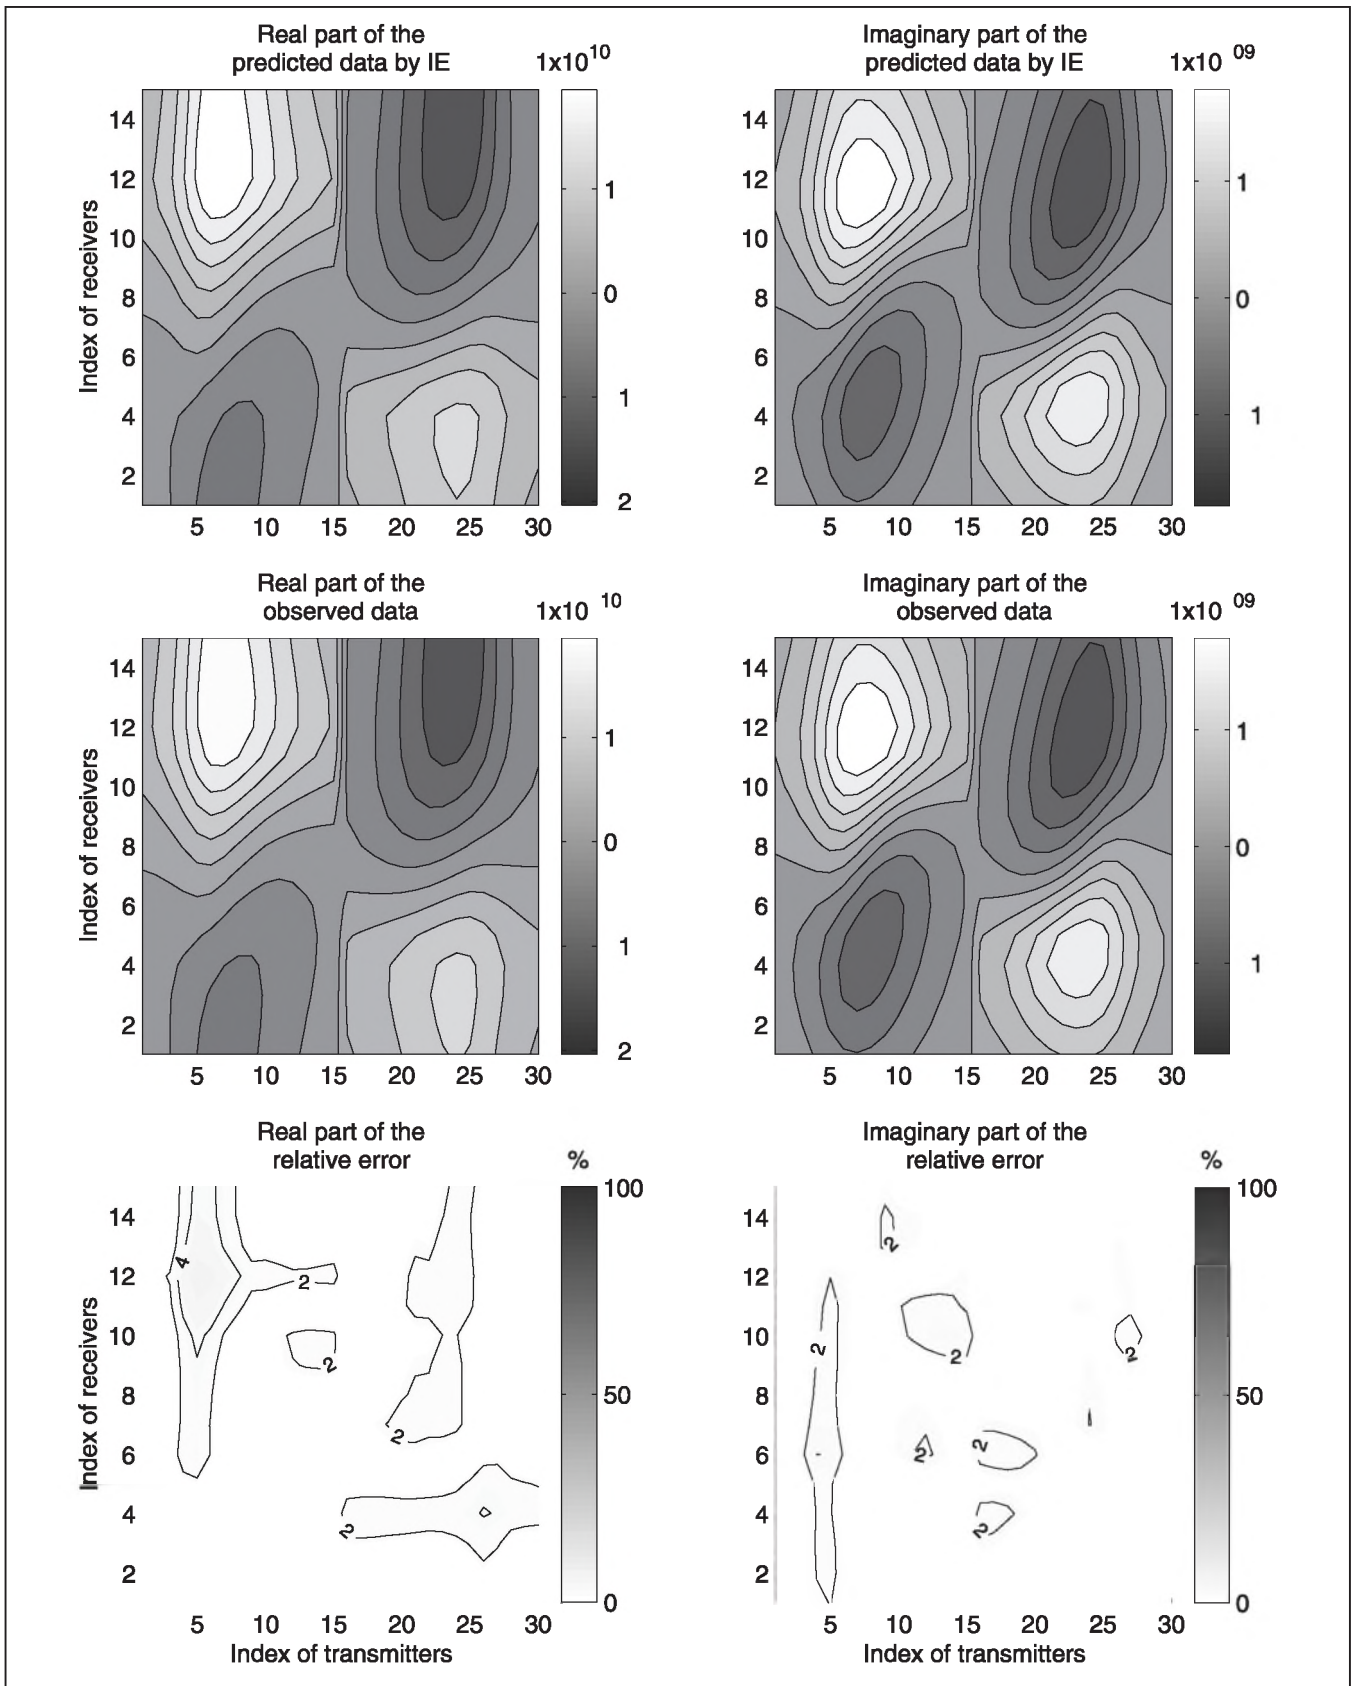 Real part of the
predicted data by IE
1x10^10
Imaginary part of the
predicted data by IE
1x10^09
Index of receivers
14
12
10
8
6
4
2
1
0
1
2
14
12
10
8
6
4
2
1
0
1
5 10 15 20 25 30
5 10 15 20 25 30
Real part of the
observed data
1x10^10
Imaginary part of the
observed data
1x10^09
Index of receivers
14
12
10
8
6
4
2
1
0
1
2
14
12
10
8
6
4
2
1
0
1
5 10 15 20 25 30
5 10 15 20 25 30
Real part of the
relative error
%
Imaginary part of the
relative error
%
Index of receivers
14
12
10
8
6
4
2
4
2
2
2
2
100
50
0
14
12
10
8
6
4
2
2
2
2
2
2
2
2
100
50
0
5 10 15 20 25 30
Index of transmitters
5 10 15 20 25 30
Index of transmitters